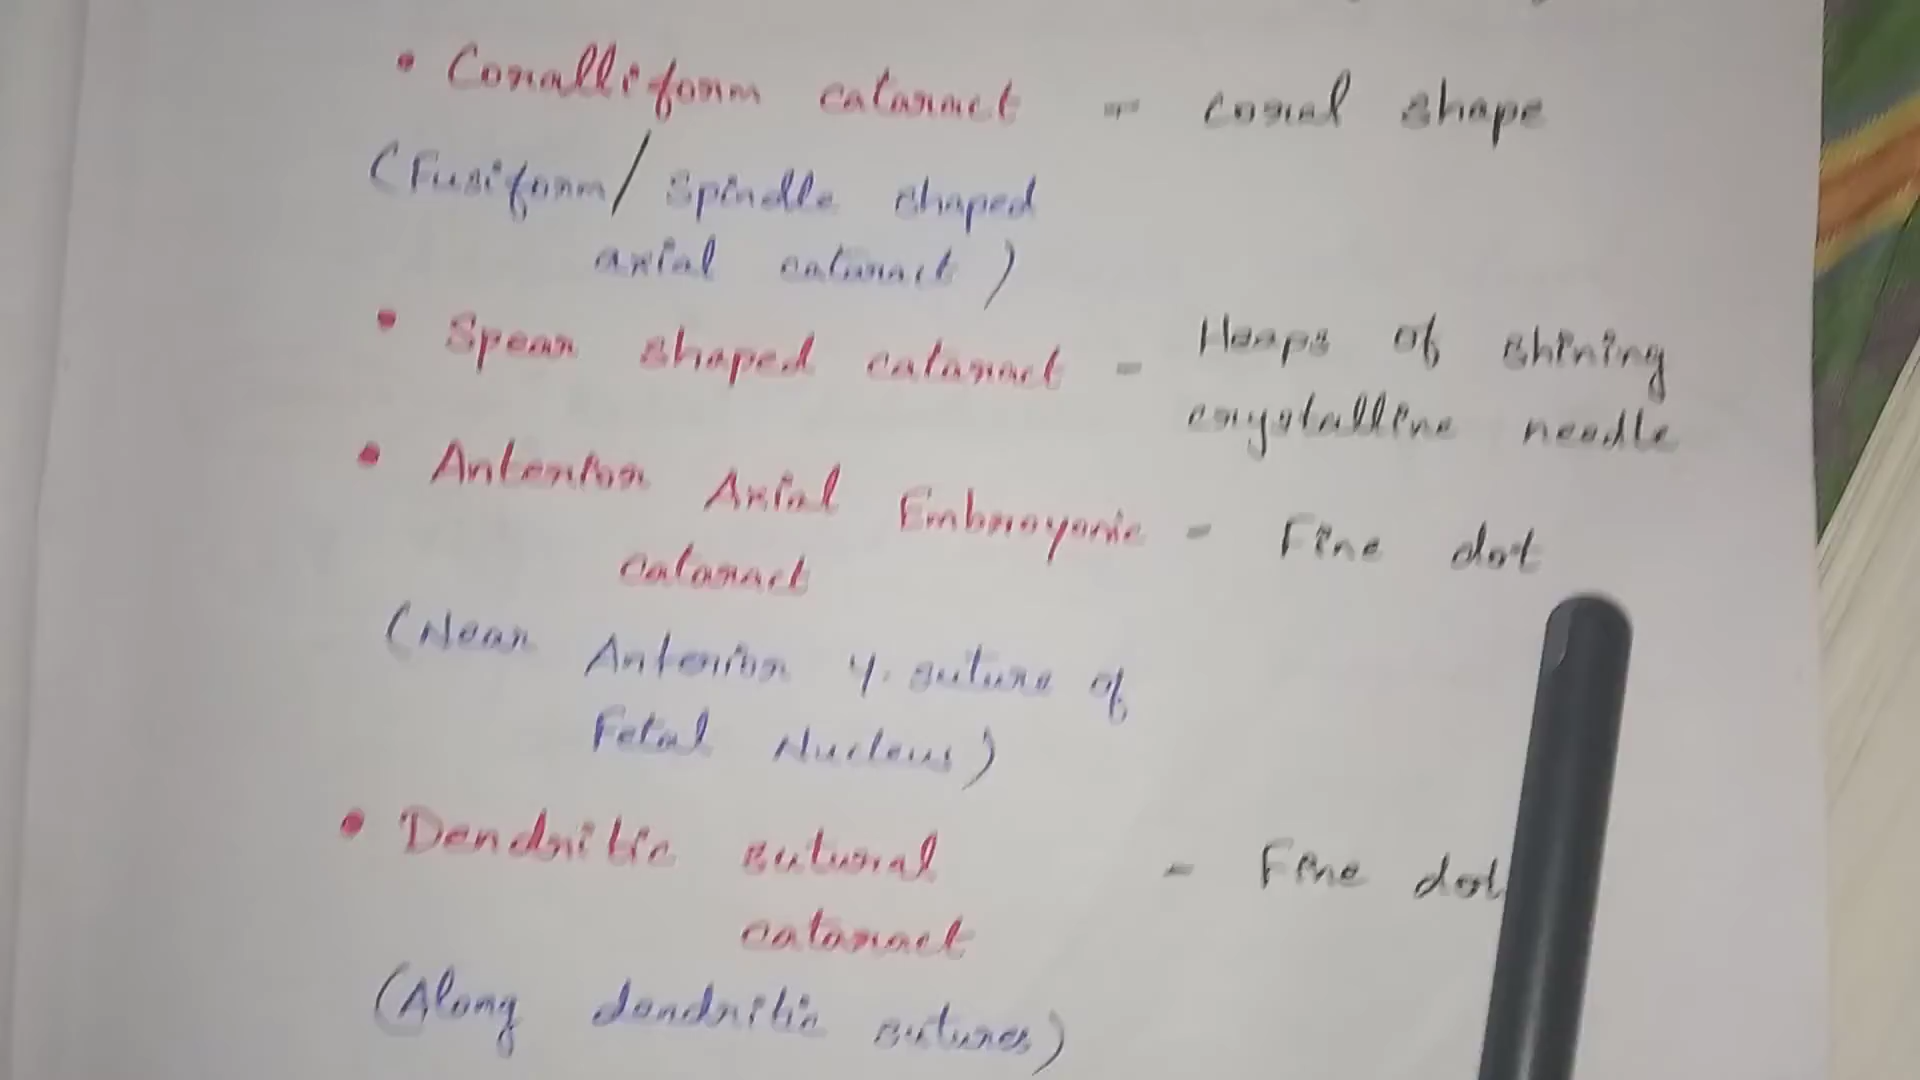 • Coralliform cataract - coral shape
(Fusiform/ spindle shaped
axial cataract)
• Spear shaped cataract - Heaps of shining
crystalline needle
• Anterior Axial Embroyonic - Fine dot
cataract
(Near Anterior Y. suture of
Fetal Nucleus)
• Dendritic sutural - Fine dot
cataract
(Along dendritic sutures)